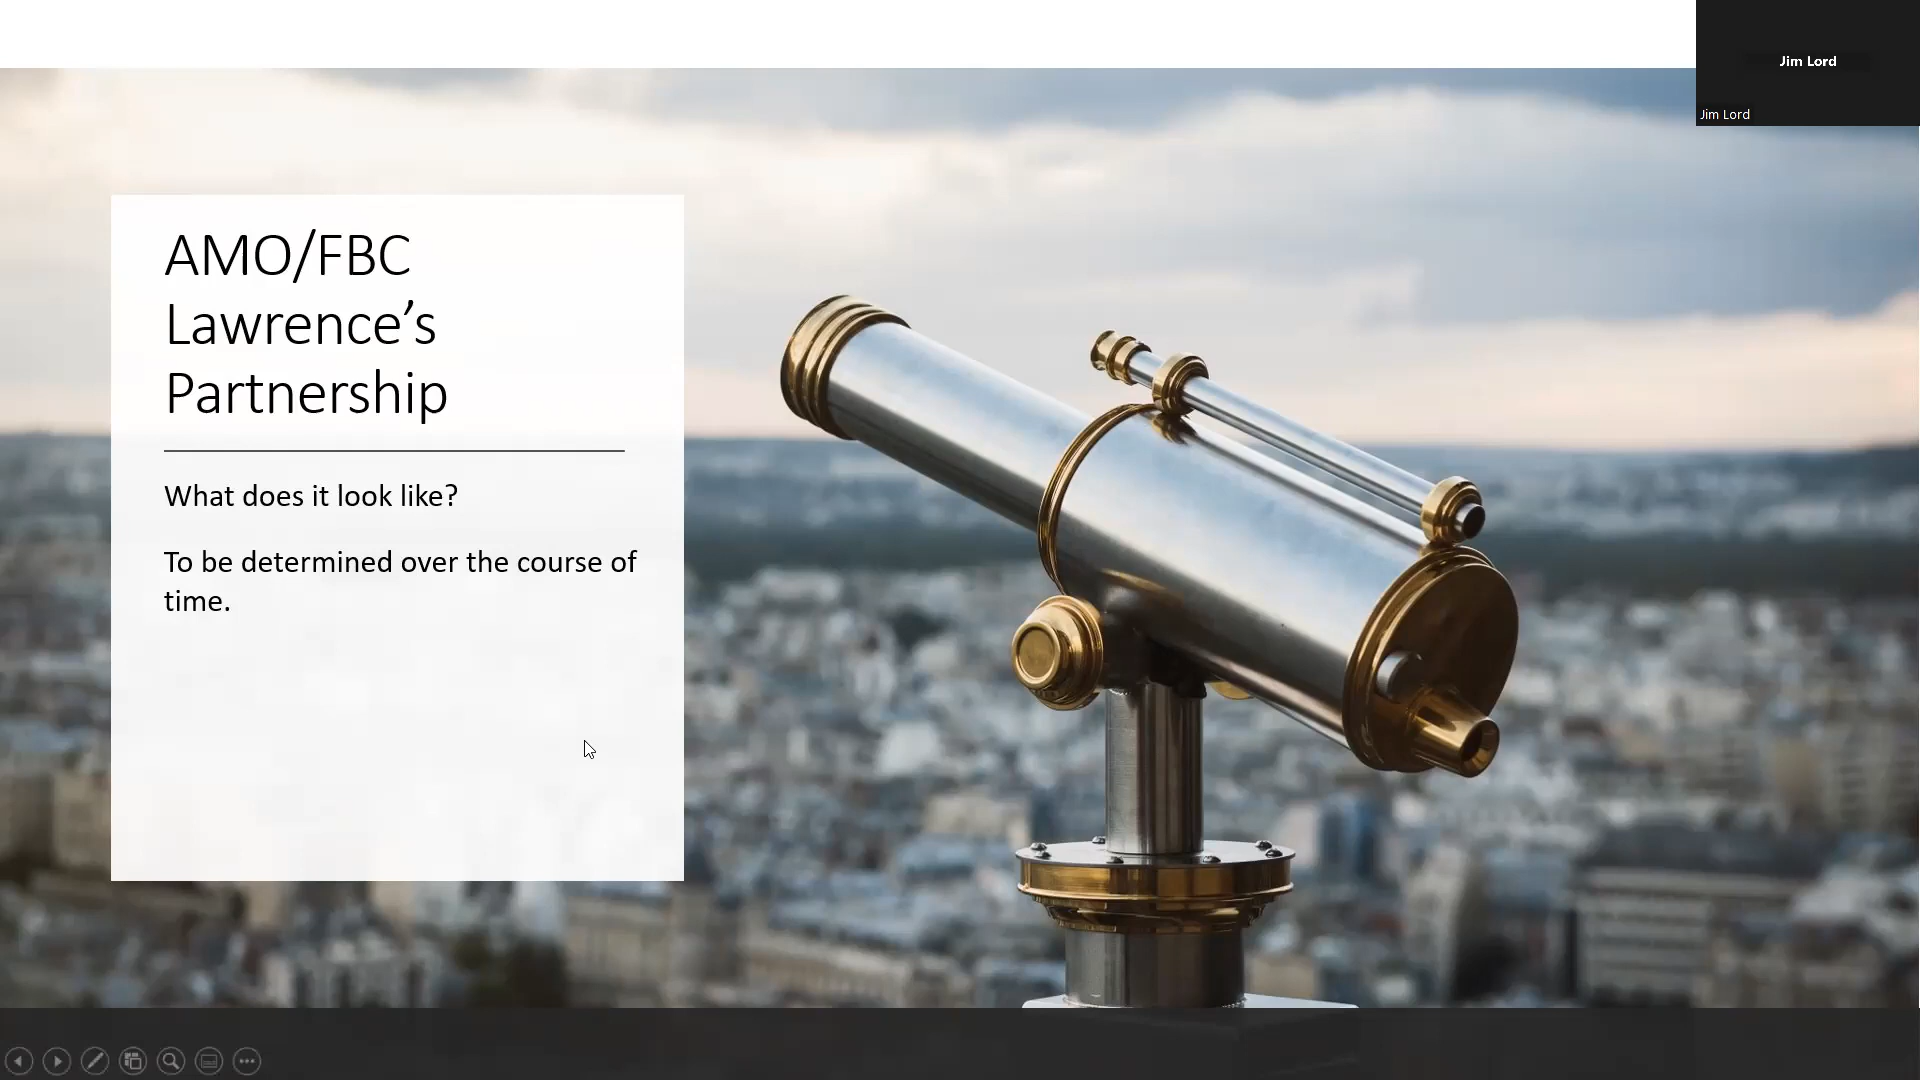 Jim Lord
Jim Lord
AMO/FBC
Lawrence’s
Partnership
What does it look like?
To be determined over the course of
time.